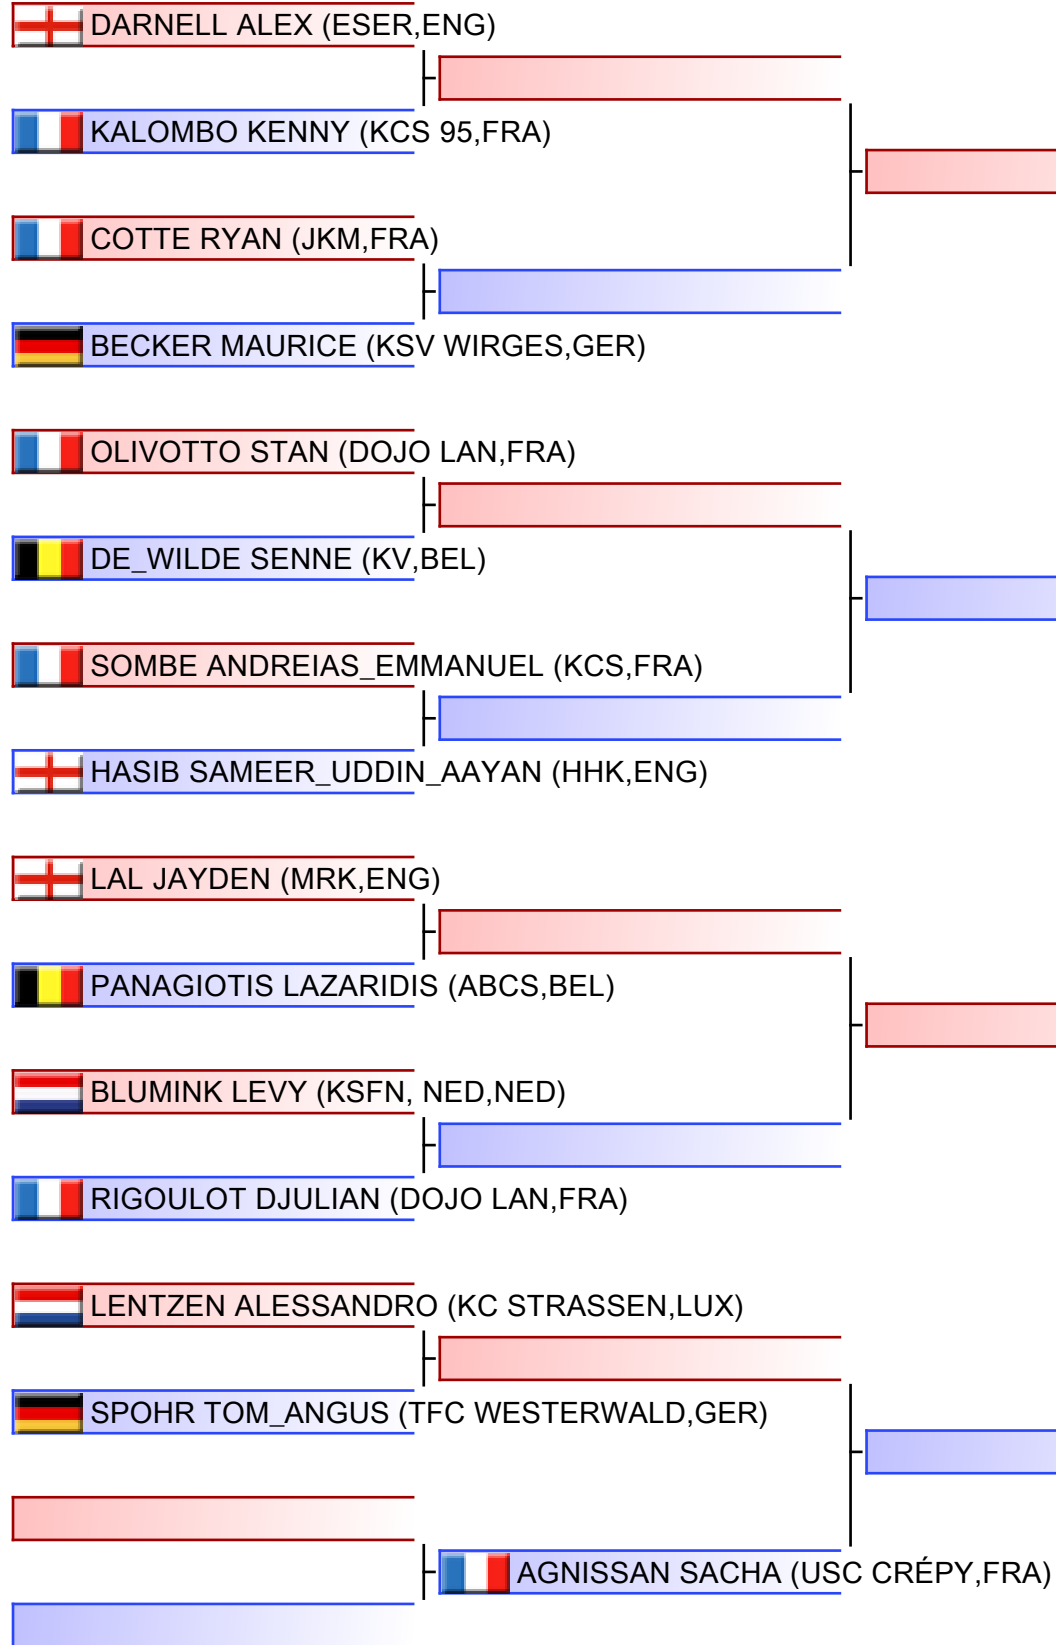 DARNELL ALEX (ESER,ENG)
KALOMBO KENNY (KCS 95,FRA)
COTTE RYAN (JKM,FRA)
BECKER MAURICE (KSV WIRGES,GER)
OLIVOTTO STAN (DOJO LAN,FRA)
DE_WILDE SENNE (KV,BEL)
SOMBE ANDREIAS_EMMANUEL (KCS,FRA)
HASIB SAMEER_UDDIN_AAYAN (HHK,ENG)
LAL JAYDEN (MRK,ENG)
PANAGIOTIS LAZARIDIS (ABCS,BEL)
BLUMINK LEVY (KSFN, NED,NED)
RIGOULOT DJULIAN (DOJO LAN,FRA)
LENTZEN ALESSANDRO (KC STRASSEN,LUX)
SPOHR TOM_ANGUS (TFC WESTERWALD,GER)
AGNISSAN SACHA (USC CRÉPY,FRA)